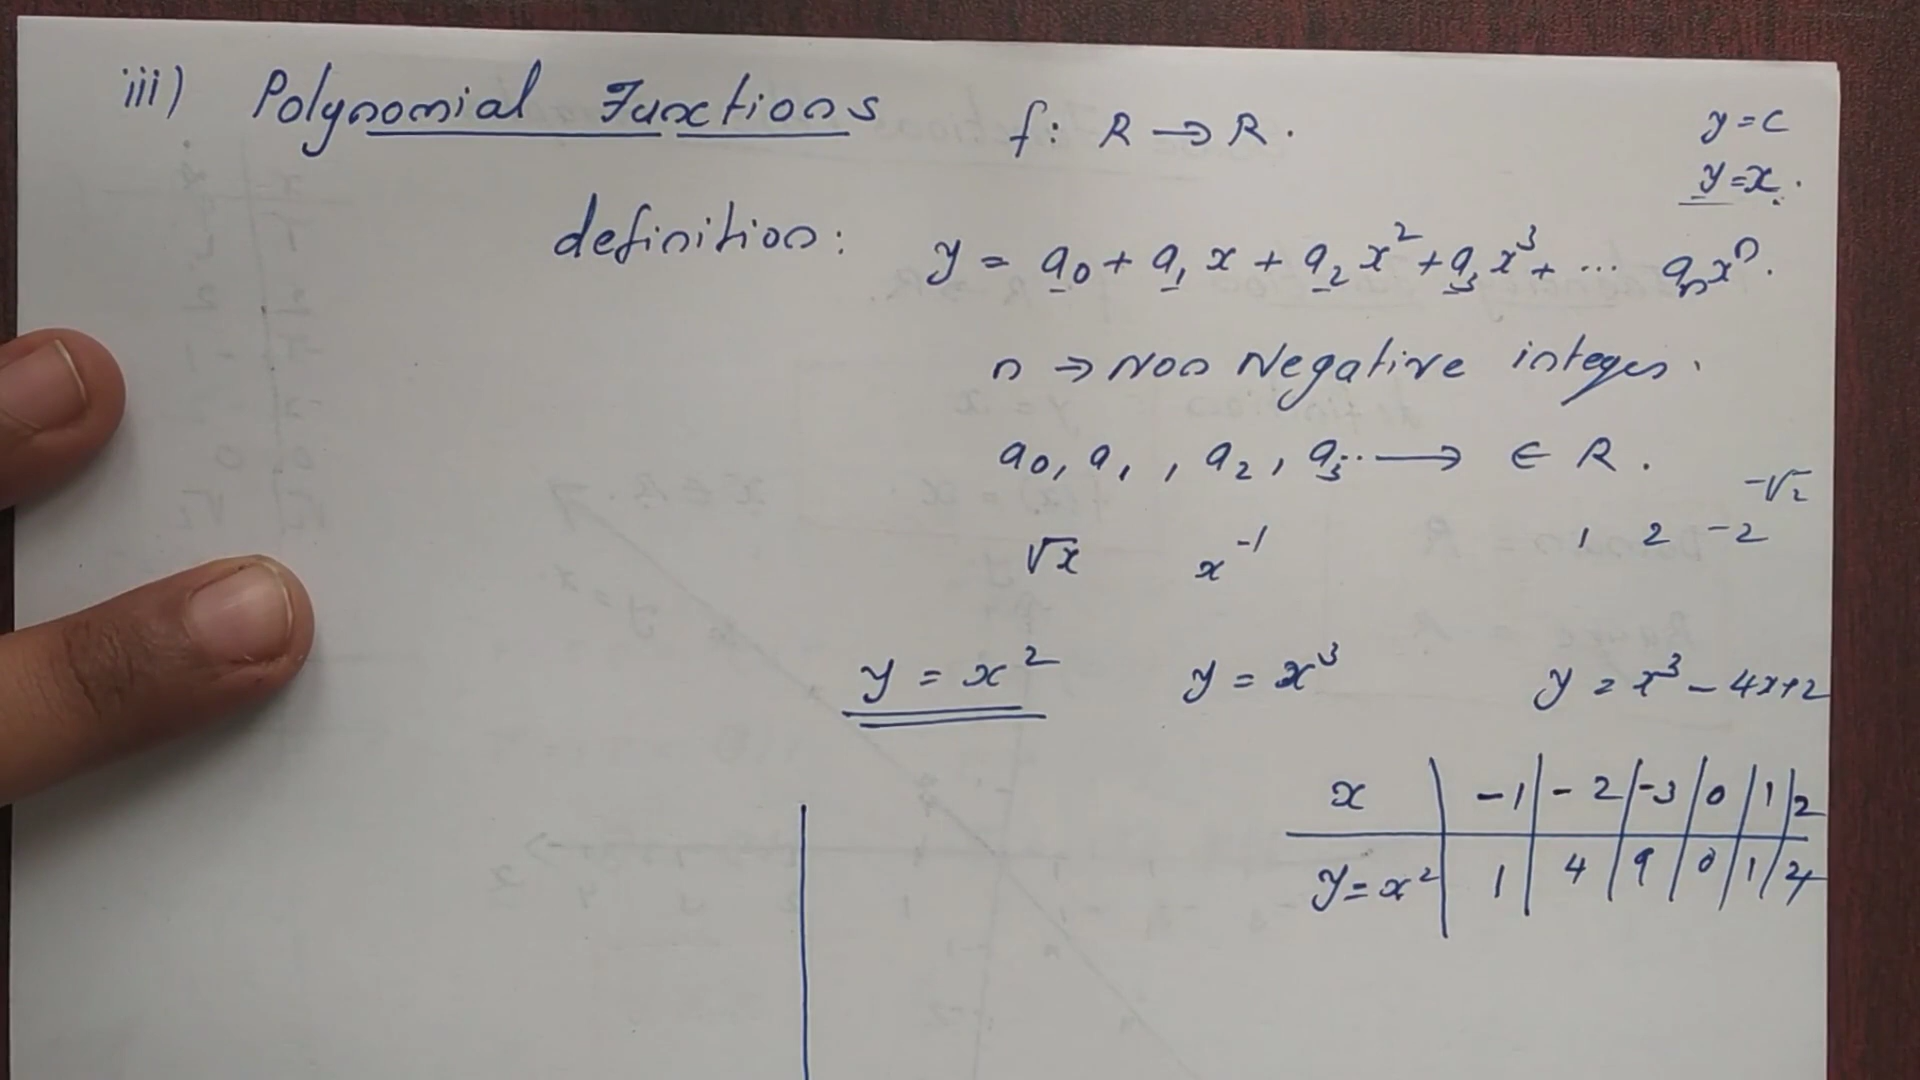 iii) Polynomial Functions f: R → R.
y = c
y = x.
definition: y = a₀ + a₁ x + a₂ x² + a₃ x³ + ... aₙxⁿ.
n ⇒ Non Negative integer.
a₀, a₁, a₂, a₃.. → ∈ R.
-√2
√x x⁻¹ 1 2 -2
y = x² y = x³ y = x³ - 4x+2
x | -1 | -2 | -3 | 0 | 1 | 2
y = x² | 1 | 4 | 9 | 0 | 1 | 4